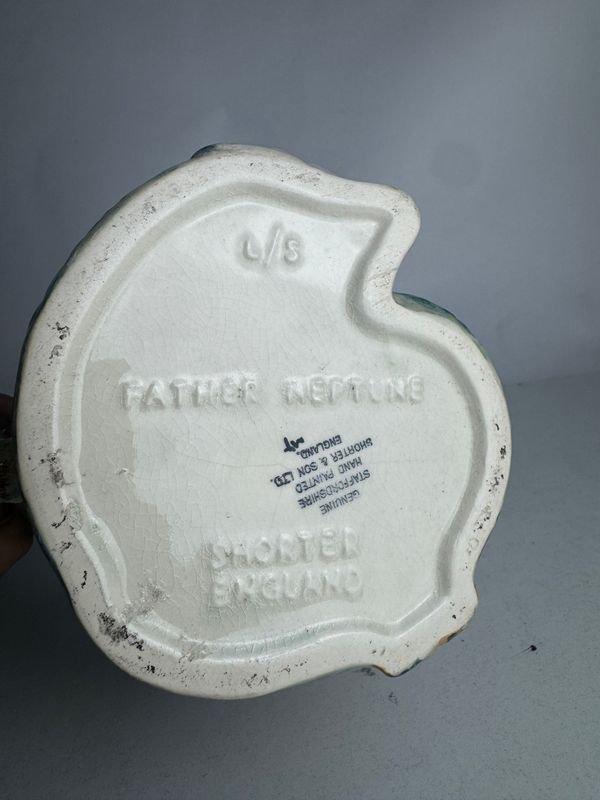 L/S
FATHER NEPTUNE
GENUINE
STAFFORDSHIRE
HAND PAINTED
SHORTER & SON LTD.
ENGLAND.
SHORTER
ENGLAND